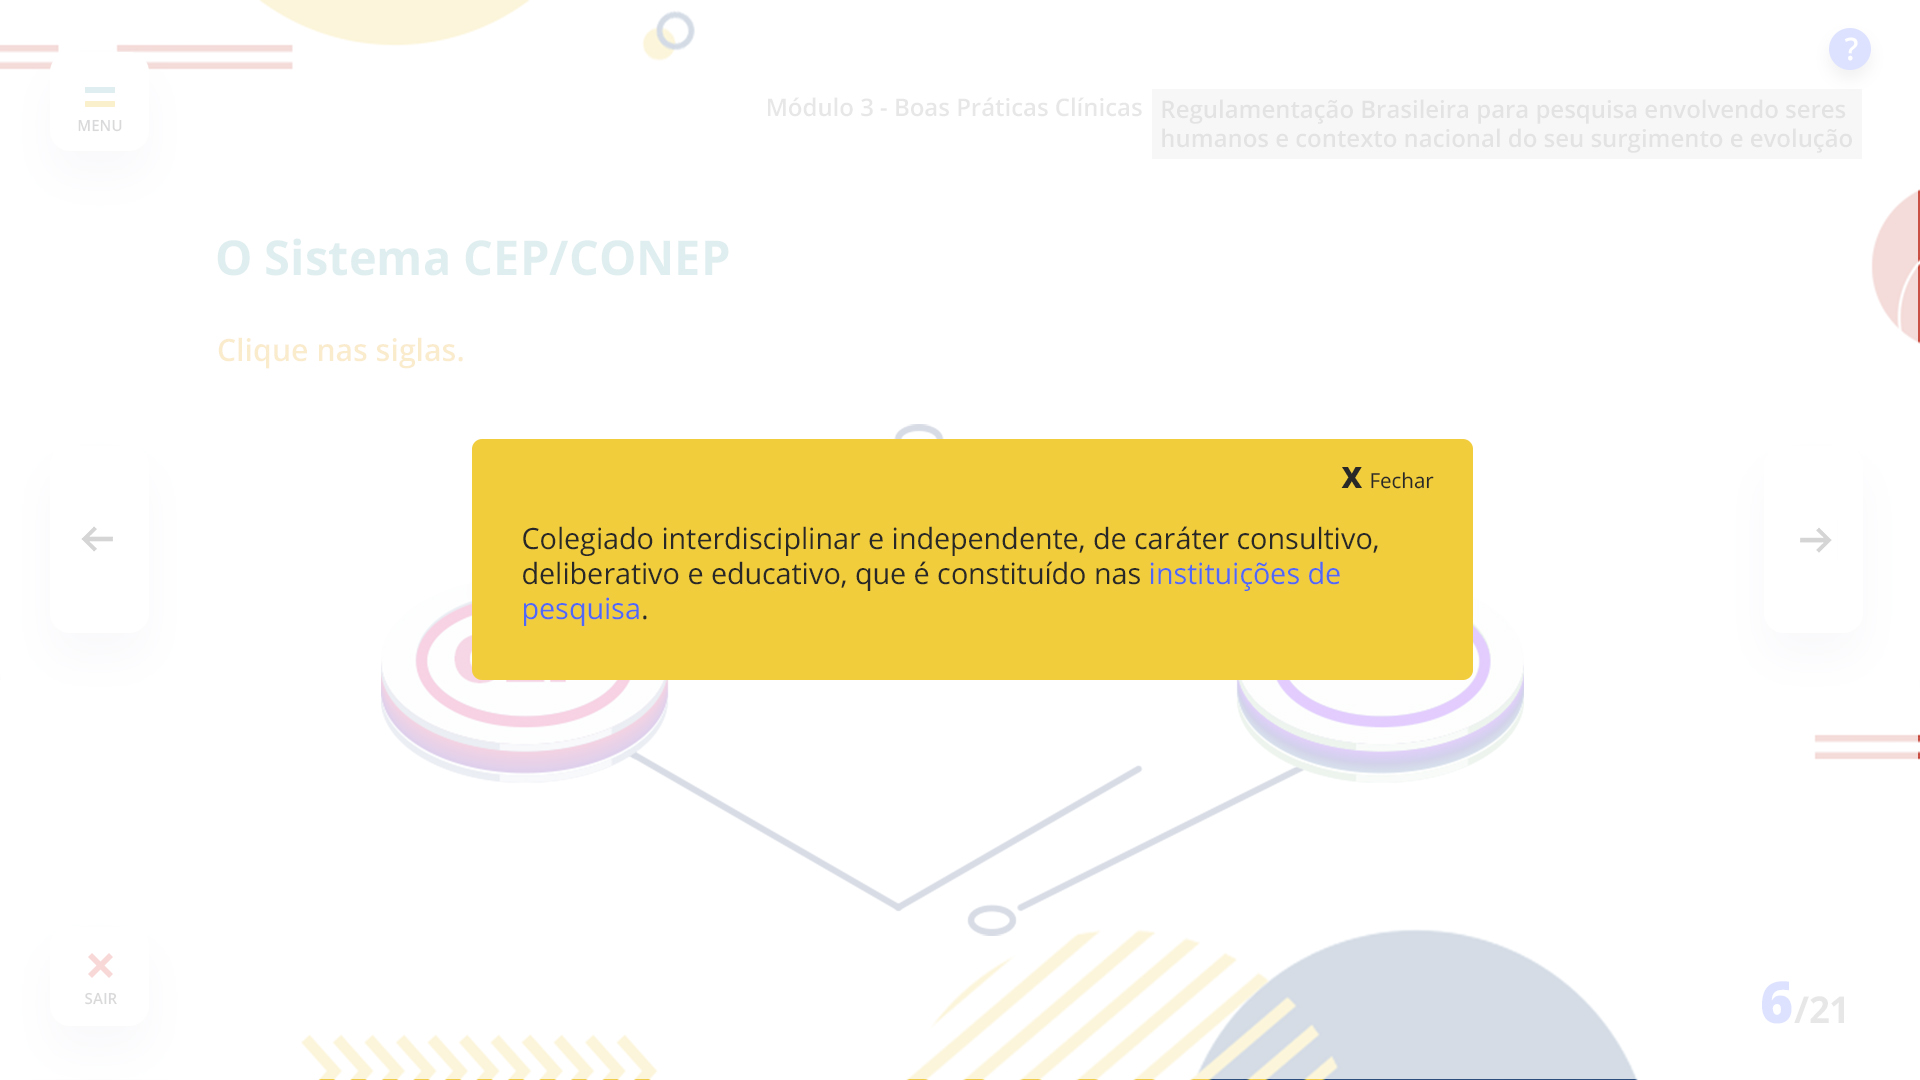 ?
MENU
Módulo 3 - Boas Práticas Clínicas
Regulamentação Brasileira para pesquisa envolvendo seres
humanos e contexto nacional do seu surgimento e evolução
O Sistema CEP/CONEP
Clique nas siglas.
X Fechar
Colegiado interdisciplinar e independente, de caráter consultivo,
deliberativo e educativo, que é constituído nas instituições de
pesquisa.
SAIR
6/21